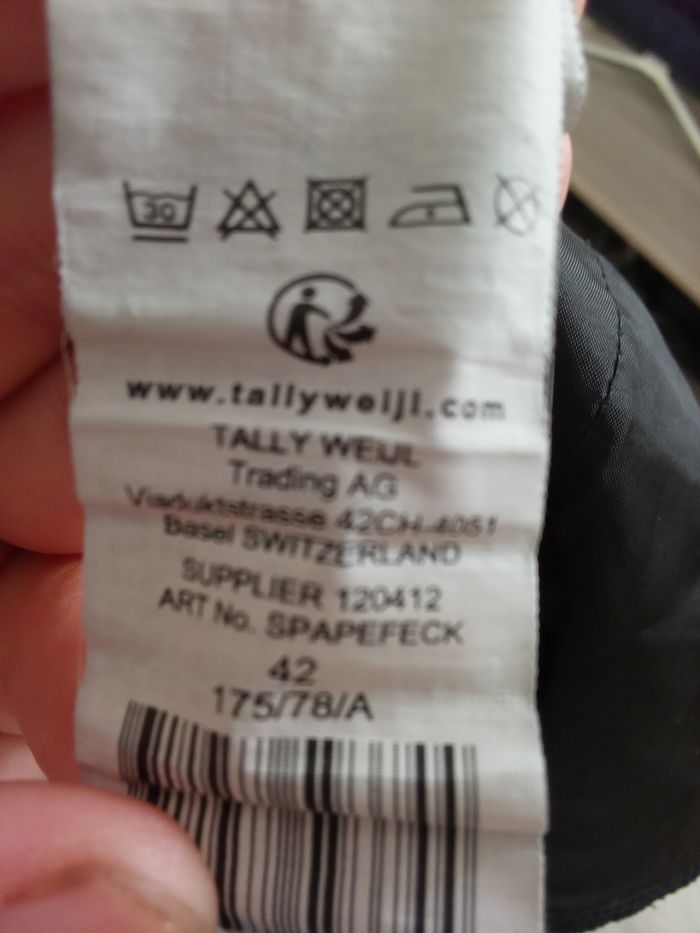 30
www.tallyweijl.com
TALLY WEIJL
Trading AG
Viaduktstrasse 42CH-4051
Basel SWITZERLAND
SUPPLIER 120412
ART No. SPAPEFECK
42
175/78/A